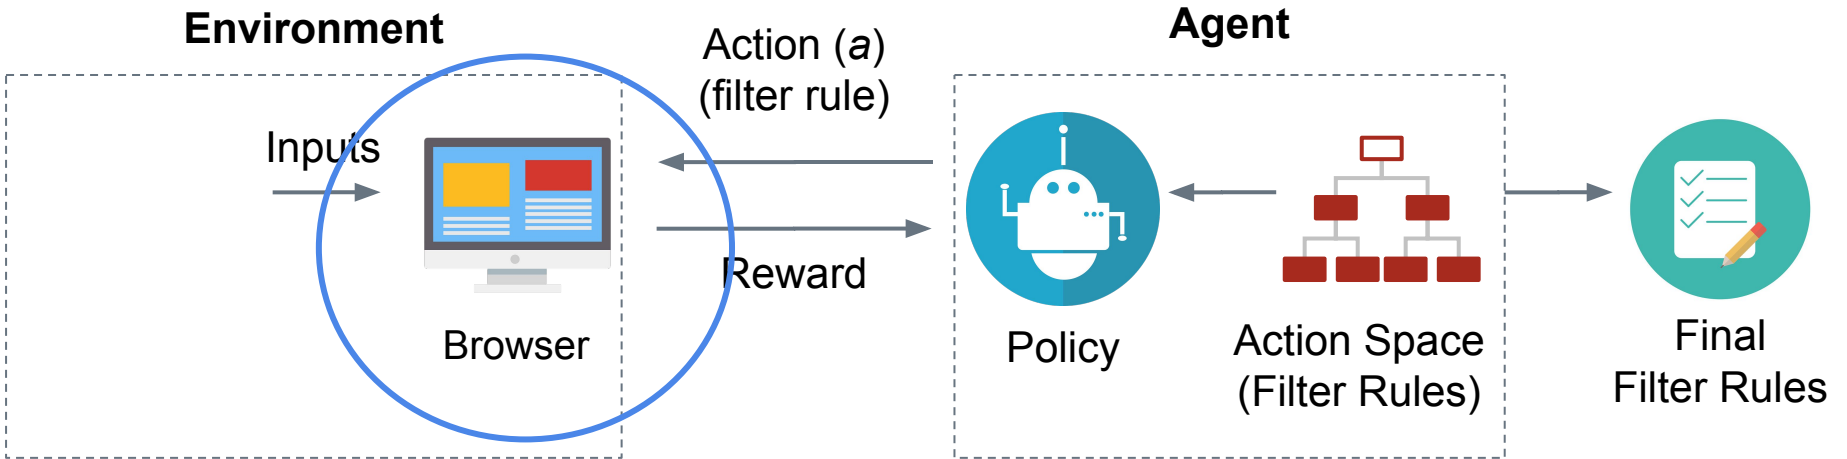 Environment
Agent
Action (a)
(filter rule)
Inputs
Reward
Browser
Policy
Action Space
(Filter Rules)
Final
Filter Rules